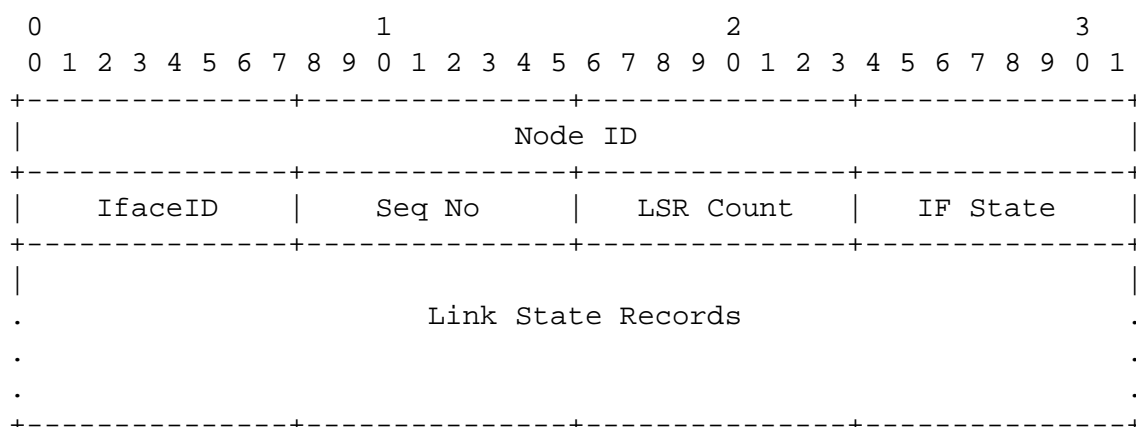 0                   1                   2                   3
 0 1 2 3 4 5 6 7 8 9 0 1 2 3 4 5 6 7 8 9 0 1 2 3 4 5 6 7 8 9 0 1
+---------------+---------------+---------------+---------------+
|                           Node ID                             |
+---------------+---------------+---------------+---------------+
|    IfaceID    |    Seq No     |   LSR Count   |   IF State    |
+---------------+---------------+---------------+---------------+
|                                                               |
.                      Link State Records                       .
.                                                               .
.                                                               .
+---------------+---------------+---------------+---------------+